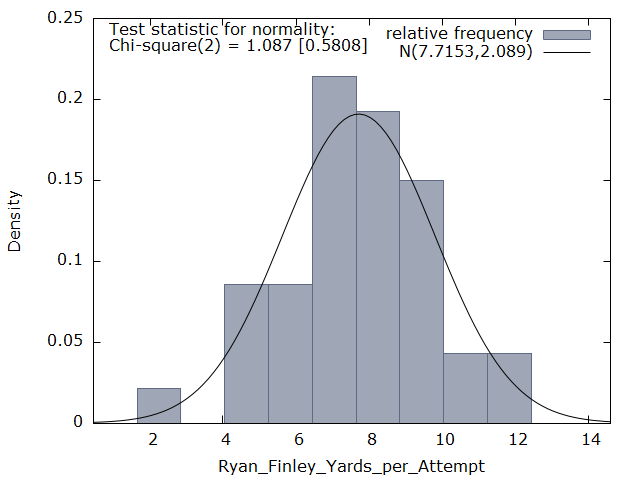 Test statistic for normality:
Chi-square(2) = 1.087 [0.5808]
relative frequency
N(7.7153,2.089)
0.25
0.2
0.15
0.1
0.05
0
Density
2 4 6 8 10 12 14
Ryan_Finley_Yards_per_Attempt